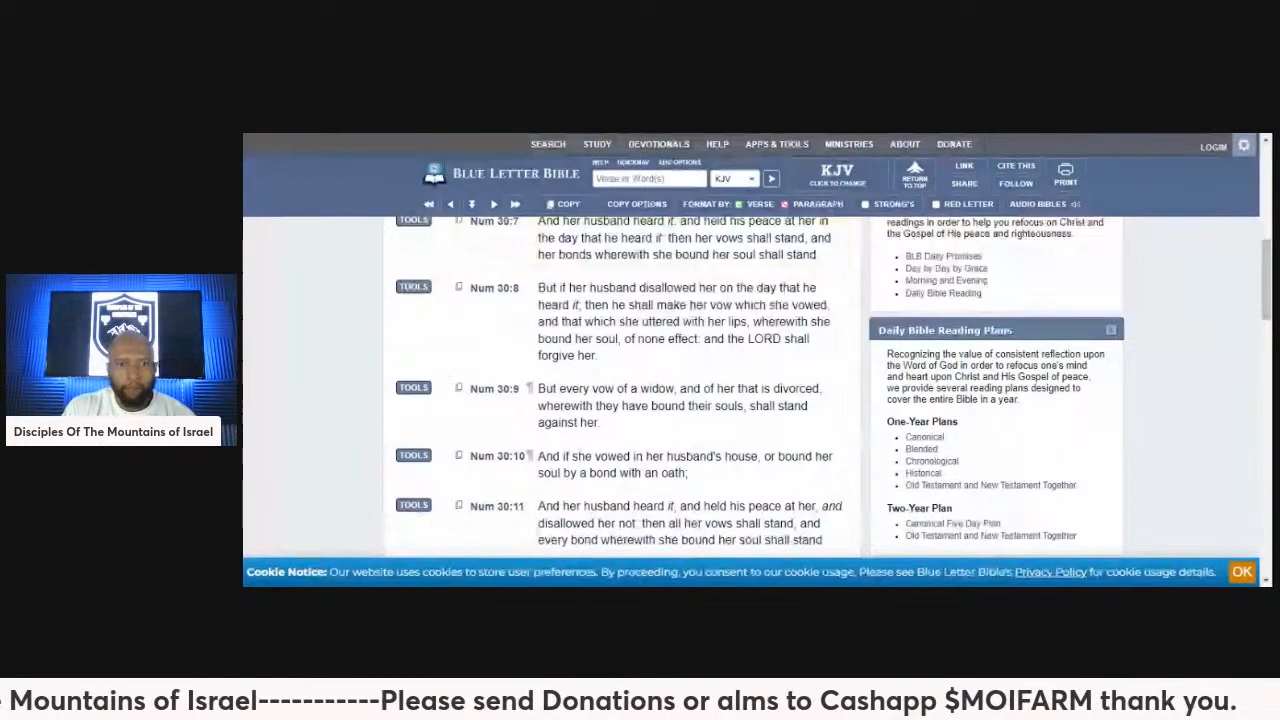 SEARCH STUDY DEVOTIONALS HELP APPS & TOOLS MINISTRIES ABOUT DONATE LOGIN
BLUE LETTER BIBLE
HELP QUICKNAV ADV. OPTIONS
Verse or Word(s) KJV
KJV
CLICK TO CHANGE
RETURN TO TOP
LINK CITE THIS
SHARE FOLLOW
PRINT
COPY COPY OPTIONS FORMAT BY: VERSE PARAGRAPH STRONG'S RED LETTER AUDIO BIBLES
TOOLS Num 30:7 And her husband heard it, and held his peace at her in
the day that he heard it: then her vows shall stand, and
her bonds wherewith she bound her soul shall stand
TOOLS Num 30:8 But if her husband disallowed her on the day that he
heard it; then he shall make her vow which she vowed,
and that which she uttered with her lips, wherewith she
bound her soul, of none effect: and the LORD shall
forgive her.
TOOLS Num 30:9 ¶ But every vow of a widow, and of her that is divorced,
wherewith they have bound their souls, shall stand
against her.
TOOLS Num 30:10 ¶ And if she vowed in her husband's house, or bound her
soul by a bond with an oath;
TOOLS Num 30:11 And her husband heard it, and held his peace at her, and
disallowed her not: then all her vows shall stand, and
every bond wherewith she bound her soul shall stand
readings in order to help you refocus on Christ and
the Gospel of His peace and righteousness.
BLB Daily Promises
Day by Day by Grace
Morning and Evening
Daily Bible Reading
Daily Bible Reading Plans
Recognizing the value of consistent reflection upon
the Word of God in order to refocus one's mind
and heart upon Christ and His Gospel of peace,
we provide several reading plans designed to
cover the entire Bible in a year.
One-Year Plans
Canonical
Blended
Chronological
Historical
Old Testament and New Testament Together
Two-Year Plan
Canonical Five Day Plan
Old Testament and New Testament Together
Cookie Notice: Our website uses cookies to store user preferences. By proceeding, you consent to our cookie usage. Please see Blue Letter Bible's Privacy Policy for cookie usage details. OK
Disciples Of The Mountains of Israel
Mountains of Israel-----------Please send Donations or alms to Cashapp $MOIFARM thank you.